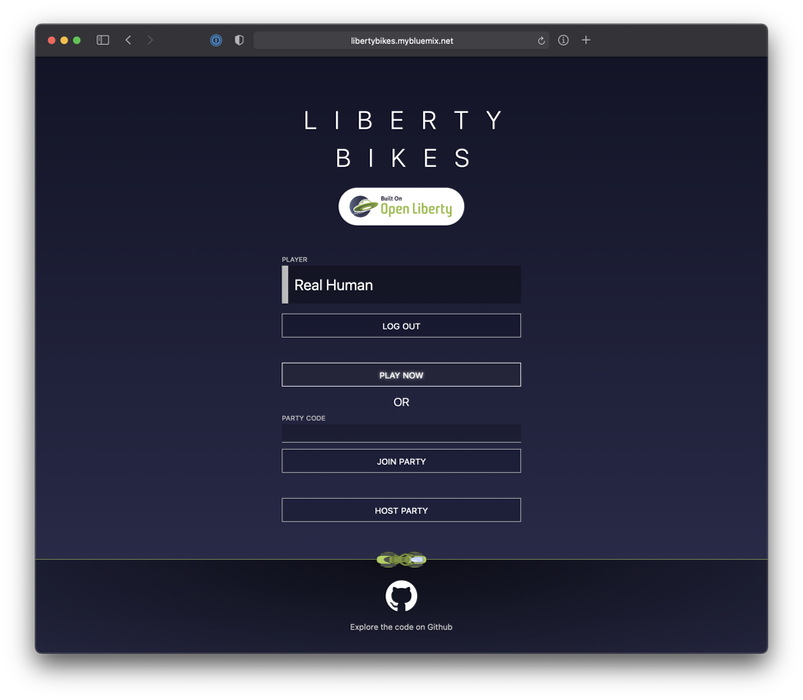 libertybikes.mybluemix.net
LIBERTY
BIKES
Built On
Open Liberty
PLAYER
Real Human
LOG OUT
PLAY NOW
OR
PARTY CODE
JOIN PARTY
HOST PARTY
Explore the code on Github